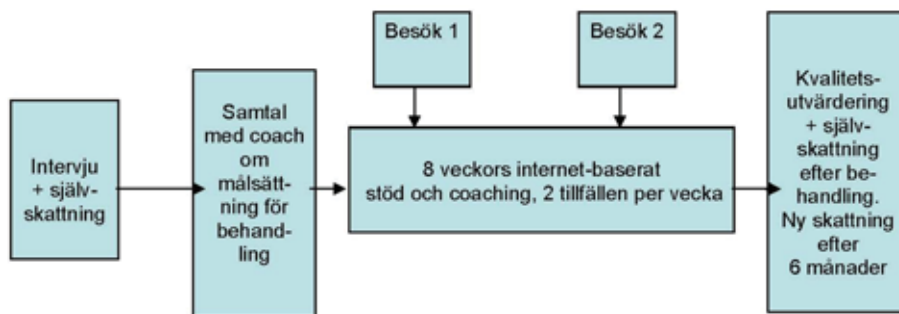 Intervju
+ själv-
skattning
Samtal
med coach
om
målsätt-
ning för
behand-
ling
Besök 1
Besök 2
8 veckors internet-baserat
stöd och coaching, 2 tillfällen per vecka
Kvalitets-
utvärdering
+ själv-
skattning
efter be-
handling.
Ny skattning
efter
6 månader